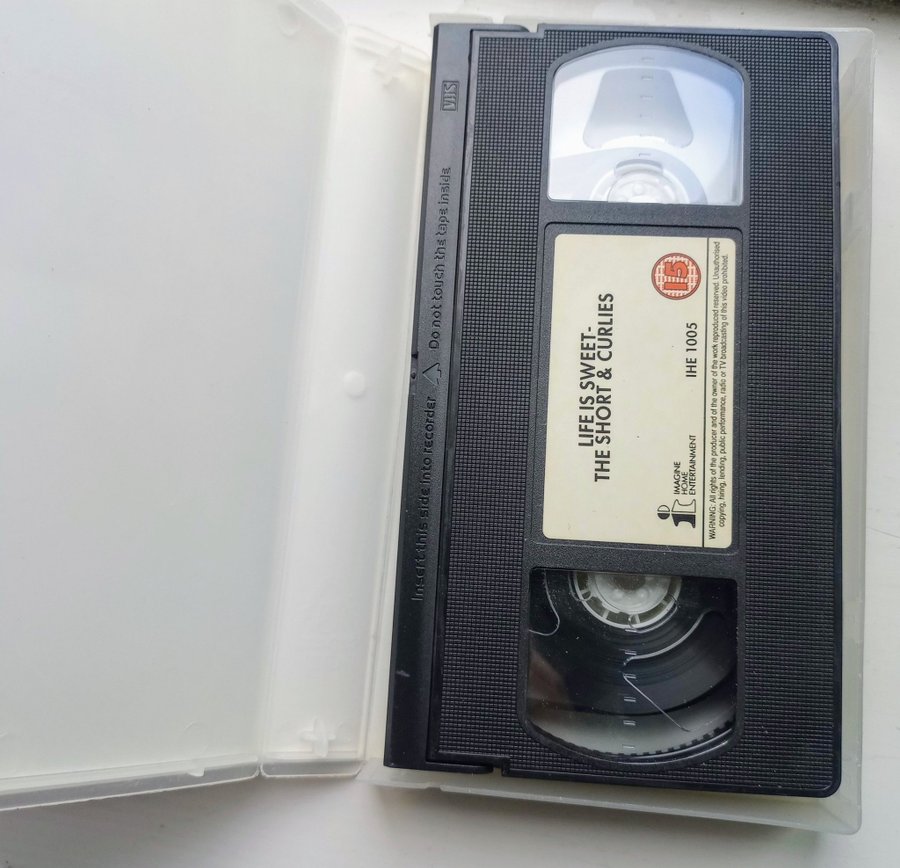 VHS
Insert this side into recorder △ Do not touch the tape inside
LIFE IS SWEET-
THE SHORT & CURLIES
15
IMAGINE
HOME
ENTERTAINMENT
IHE 1005
WARNING: All rights of the producer and of the owner of the work reproduced reserved. Unauthorised
copying, hiring, lending, public performance, radio or TV broadcasting of this video prohibited.